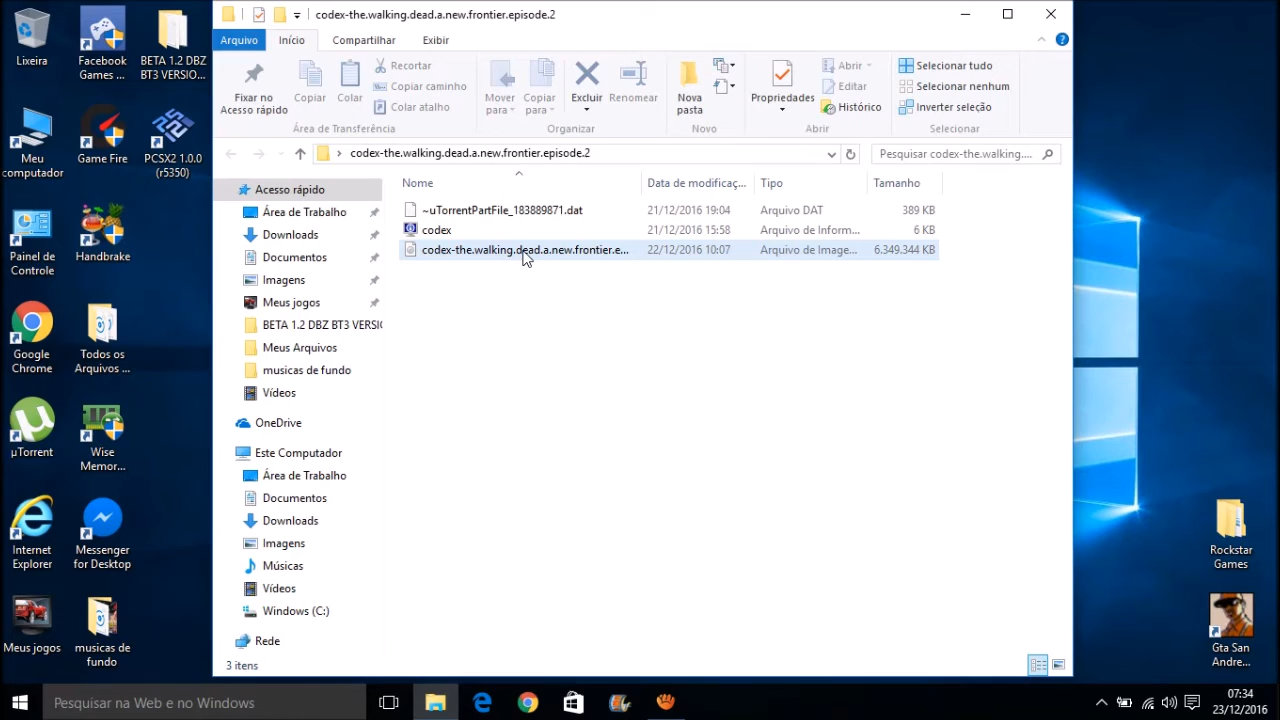 codex-the.walking.dead.a.new.frontier.episode.2
Arquivo
Início
Compartilhar
Exibir
Fixar no
Acesso rápido
Copiar
Colar
Recortar
Copiar caminho
Colar atalho
Área de Transferência
Mover
para
Copiar
para
Excluir
Renomear
Organizar
Nova
pasta
Novo
Propriedades
Abrir
Editar
Histórico
Abrir
Selecionar tudo
Selecionar nenhum
Inverter seleção
Selecionar
codex-the.walking.dead.a.new.frontier.episode.2
Pesquisar codex-the.walking....
Nome Data de modificaç... Tipo Tamanho
~uTorrentPartFile_183889871.dat 21/12/2016 19:04 Arquivo DAT 389 KB
codex 21/12/2016 15:58 Arquivo de Inform... 6 KB
codex-the.walking.dead.a.new.frontier.e... 22/12/2016 10:07 Arquivo de Image... 6.349.344 KB
Acesso rápido
Área de Trabalho
Downloads
Documentos
Imagens
Meus jogos
BETA 1.2 DBZ BT3 VERSIO
Meus Arquivos
musicas de fundo
Vídeos
OneDrive
Este Computador
Área de Trabalho
Documentos
Downloads
Imagens
Músicas
Vídeos
Windows (C:)
Rede
3 itens
Lixeira
Facebook
Games ...
BETA 1.2 DBZ
BT3 VERSIO...
Meu
computador
Game Fire
PCSX2 1.0.0
(r5350)
Painel de
Controle
Handbrake
Google
Chrome
Todos os
Arquivos ...
µTorrent
Wise
Memor...
Internet
Explorer
Messenger
for Desktop
Meus jogos
musicas de
fundo
Rockstar
Games
Gta San
Andre...
Pesquisar na Web e no Windows
07:34
23/12/2016